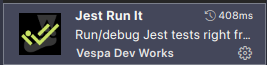 Jest Run It 408ms
Run/debug Jest tests right fr...
Vespa Dev Works